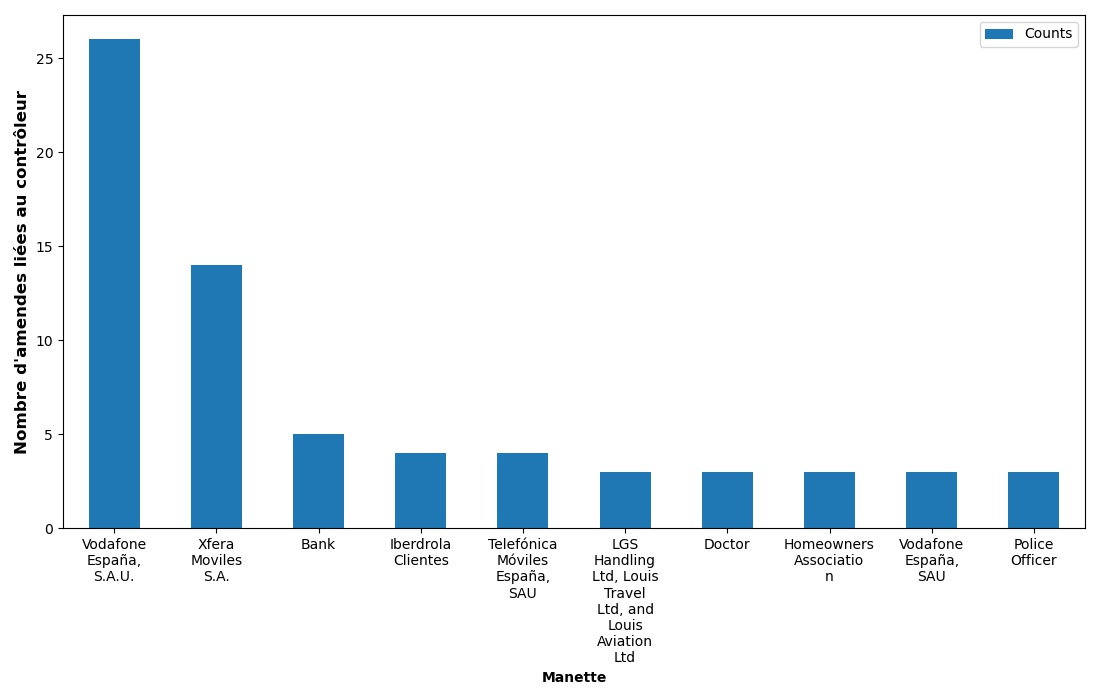 Counts
Nombre d'amendes liées au contrôleur
25
20
15
10
5
0
Vodafone
España,
S.A.U.
Xfera
Moviles
S.A.
Bank
Iberdrola
Clientes
Telefónica
Móviles
España,
SAU
LGS
Handling
Ltd, Louis
Travel
Ltd, and
Louis
Aviation
Ltd
Doctor
Homeowners
Associatio
n
Vodafone
España,
SAU
Police
Officer
Manette